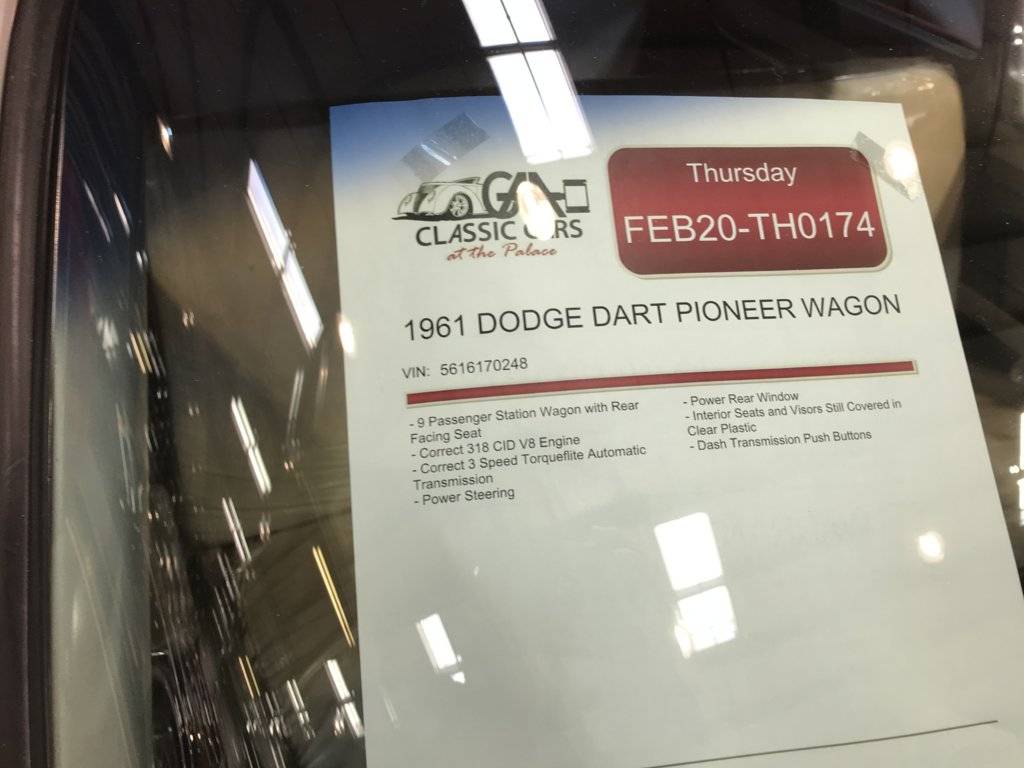 GAA
CLASSIC CARS
at the Palace
Thursday
FEB20-TH0174
1961 DODGE DART PIONEER WAGON
VIN: 5616170248
- 9 Passenger Station Wagon with Rear
Facing Seat
- Correct 318 CID V8 Engine
- Correct 3 Speed Torqueflite Automatic
Transmission
- Power Steering
- Power Rear Window
- Interior Seats and Visors Still Covered in
Clear Plastic
- Dash Transmission Push Buttons